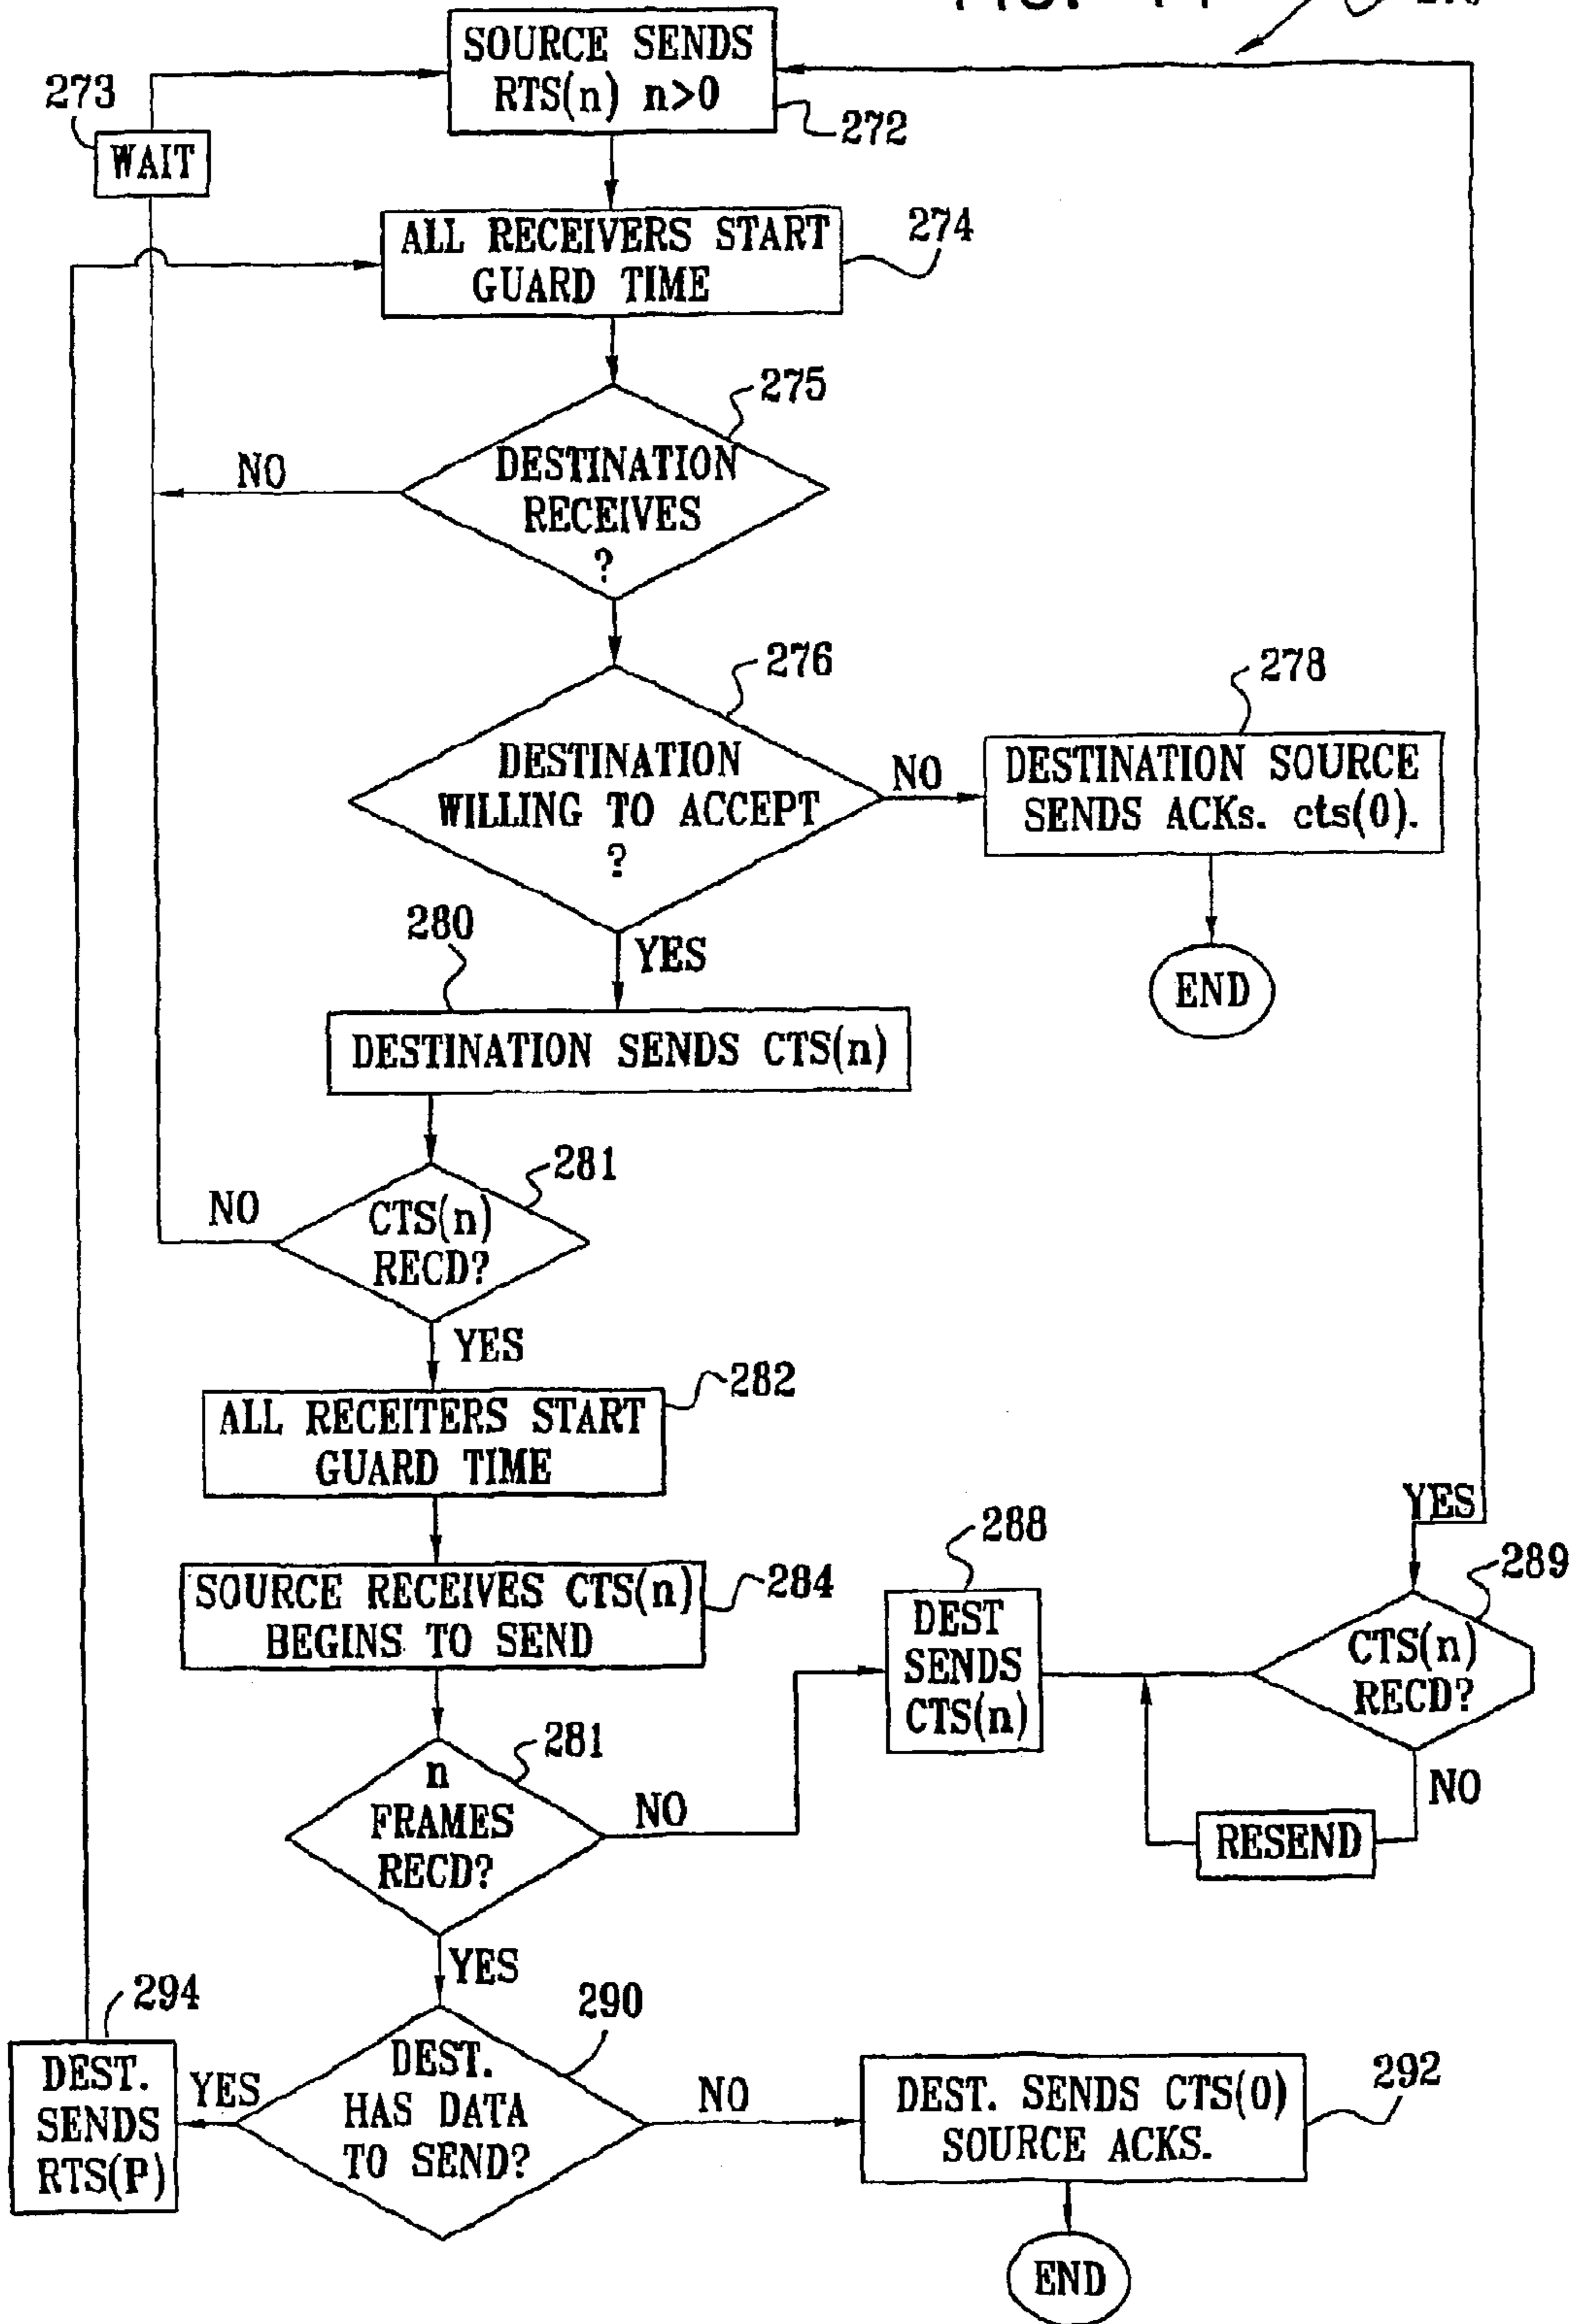 SOURCE SENDS
RTS(n) n>0
272
273
WAIT
ALL RECEIVERS START
GUARD TIME
274
275
DESTINATION
RECEIVES
?
NO
276
DESTINATION
WILLING TO ACCEPT
?
NO
278
DESTINATION SOURCE
SENDS ACKs. cts(0).
END
YES
280
DESTINATION SENDS CTS(n)
281
CTS(n)
RECD?
NO
YES
282
ALL RECEITERS START
GUARD TIME
284
SOURCE RECEIVES CTS(n)
BEGINS TO SEND
281
n
FRAMES
RECD?
NO
288
DEST
SENDS
CTS(n)
YES
289
CTS(n)
RECD?
NO
RESEND
YES
290
DEST.
HAS DATA
TO SEND?
YES
294
DEST.
SENDS
RTS(P)
NO
292
DEST. SENDS CTS(0)
SOURCE ACKS.
END